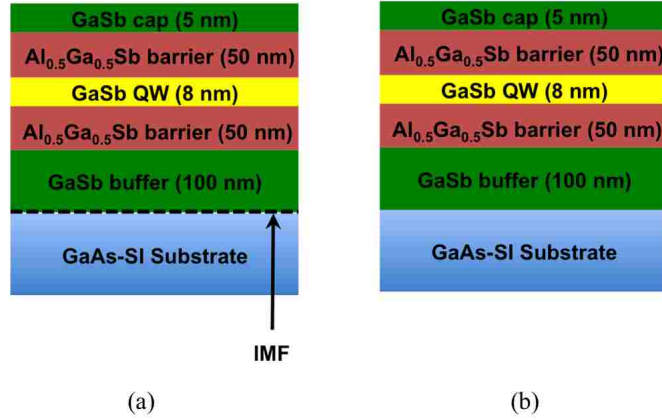 GaSb cap (5 nm)
Al0.5Ga0.5Sb barrier (50 nm)
GaSb QW (8 nm)
Al0.5Ga0.5Sb barrier (50 nm)
GaSb buffer (100 nm)
GaAs-SI Substrate
IMF
(a)
GaSb cap (5 nm)
Al0.5Ga0.5Sb barrier (50 nm)
GaSb QW (8 nm)
Al0.5Ga0.5Sb barrier (50 nm)
GaSb buffer (100 nm)
GaAs-SI Substrate
(b)